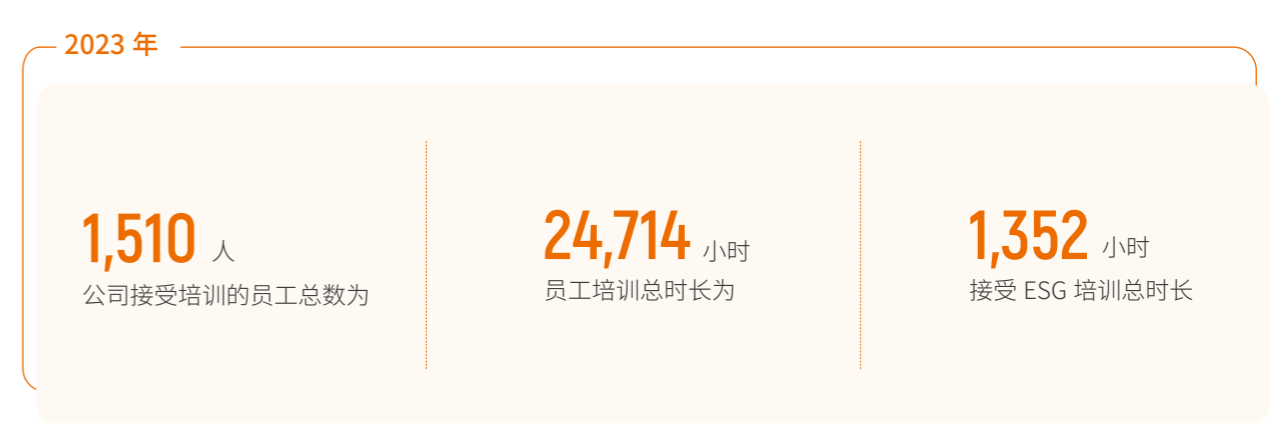 2023 年
1,510 人
公司接受培训的员工总数为
24,714 小时
员工培训总时长为
1,352 小时
接受 ESG 培训总时长